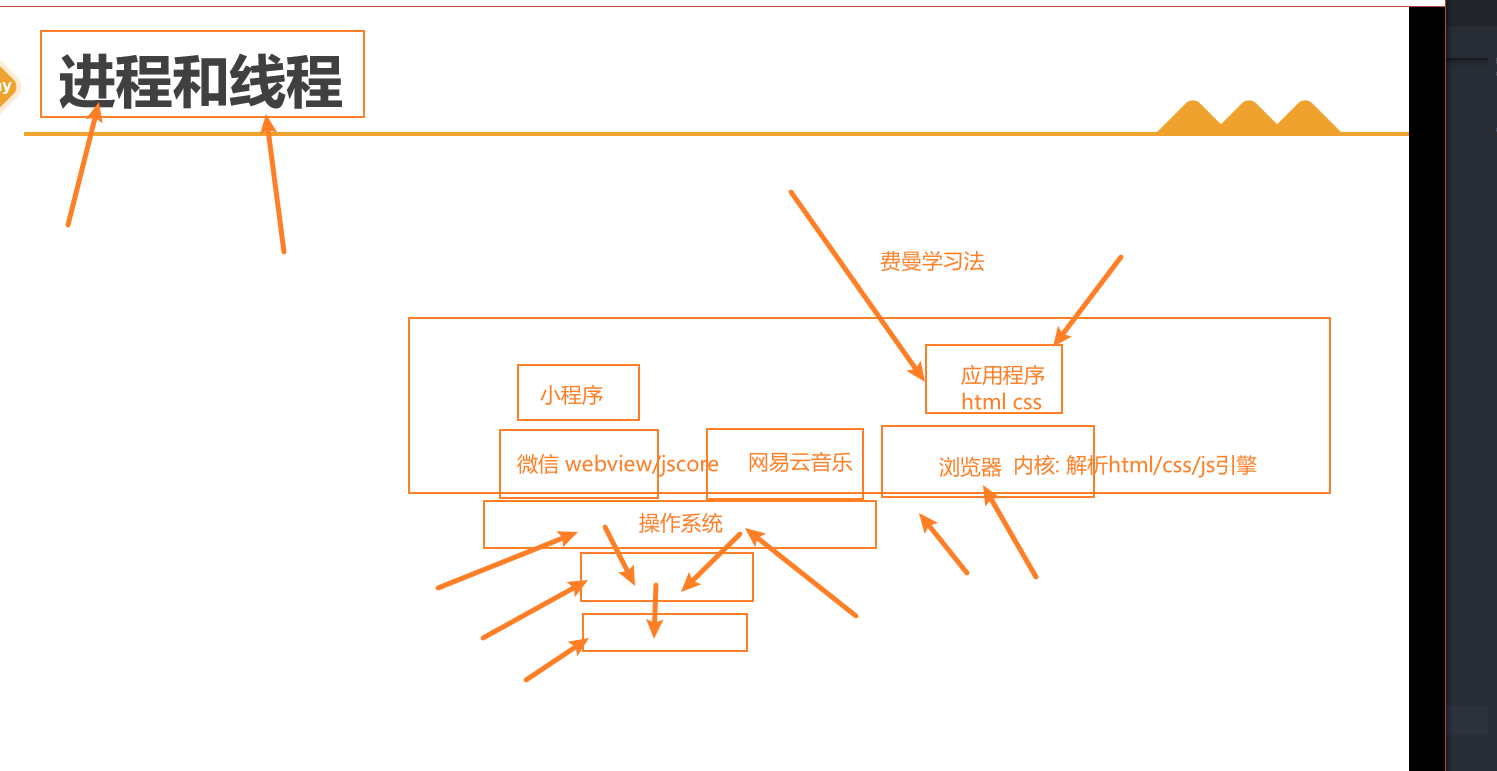 进程和线程
费曼学习法
应用程序
html css
小程序
微信 webview/jscore
网易云音乐
浏览器 内核: 解析html/css/js引擎
操作系统